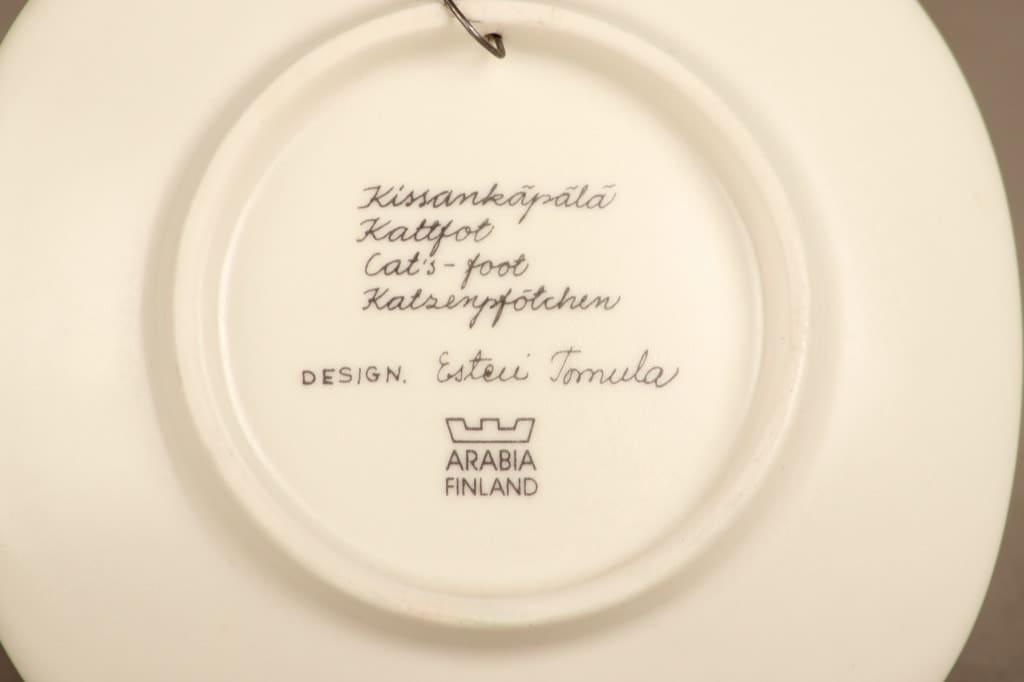 Kissankäpälä
Kattfot
Cat's-foot
Katzenpfötchen
DESIGN. Esteri Tomula
ARABIA
FINLAND